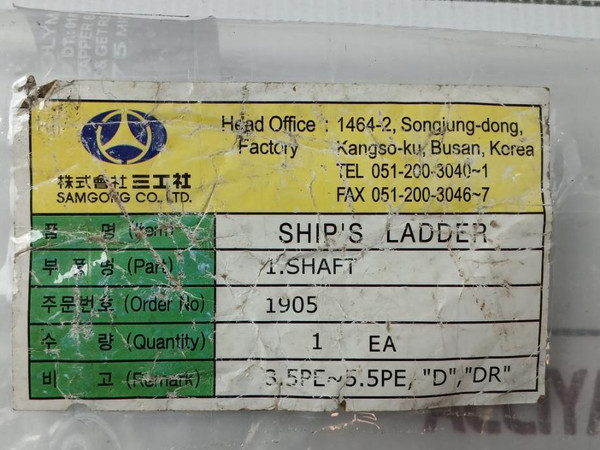 Head Office : 1464-2, Songjung-dong,
Factory Kangso-ku, Busan, Korea
TEL 051-200-3040~1
FAX 051-200-3046~7
株式會社 三工社
SAMGONG CO., LTD.
품 명 (Item) SHIP'S LADDER
부품명 (Part) 1.SHAFT
주문번호 (Order No) 1905
수 량 (Quantity) 1 EA
비 고 (Remark) 3.5PE~5.5PE, "D","DR"